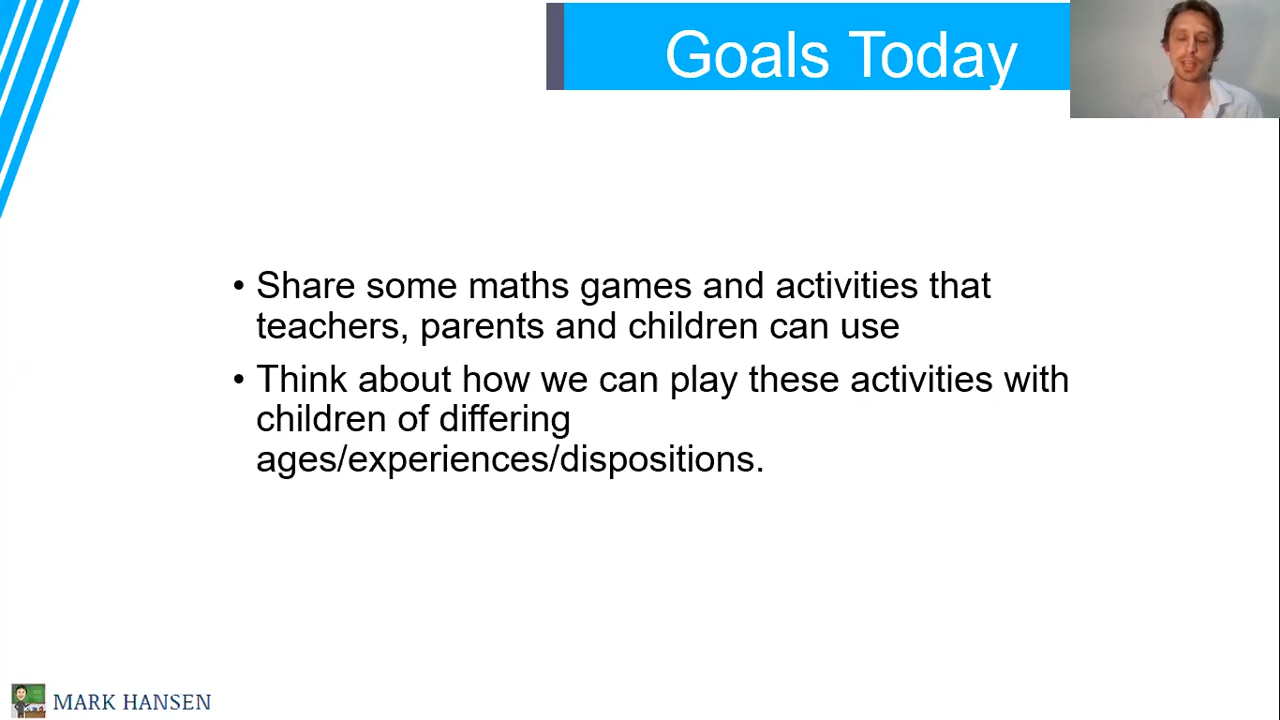 Goals Today
• Share some maths games and activities that
teachers, parents and children can use
• Think about how we can play these activities with
children of differing
ages/experiences/dispositions.
MARK HANSEN